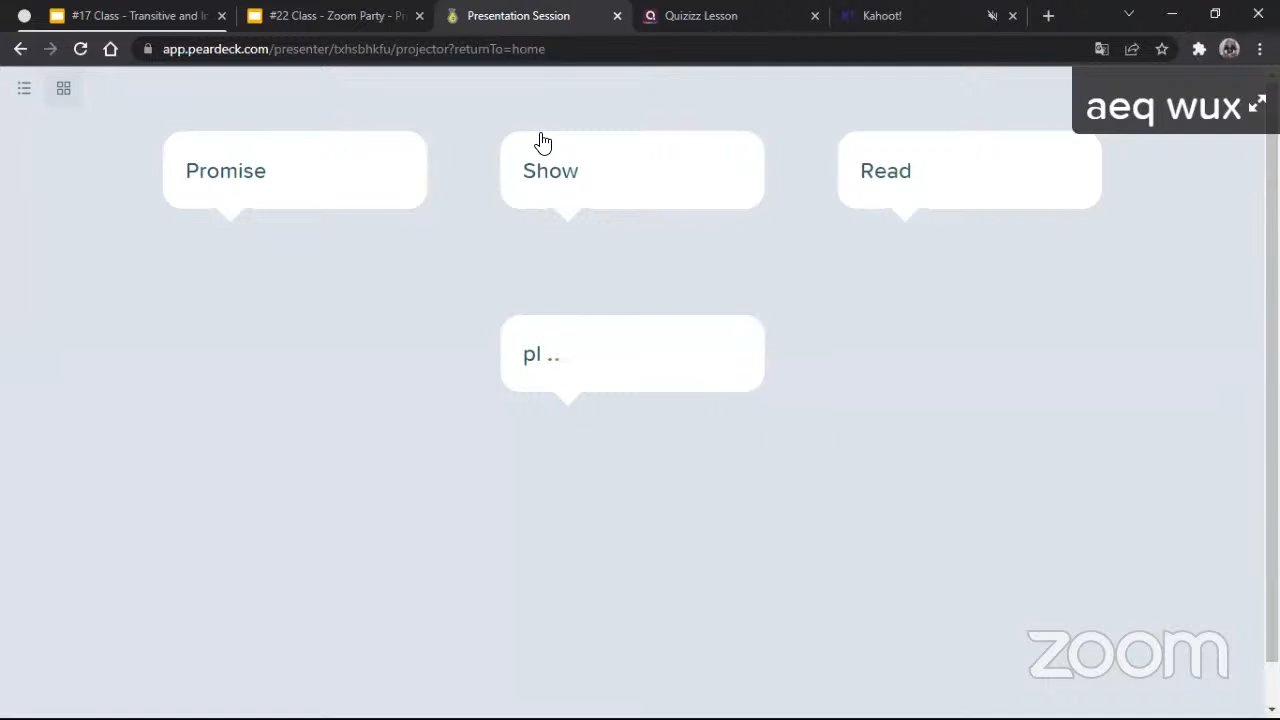 #17 Class - Transitive and I
#22 Class - Zoom Party - Pr
Presentation Session
Quizizz Lesson
Kahoot!
app.peardeck.com/presenter/txhsbhkfu/projector?returnTo=home
aeq wux
Promise
Show
Read
pl ..
zoom